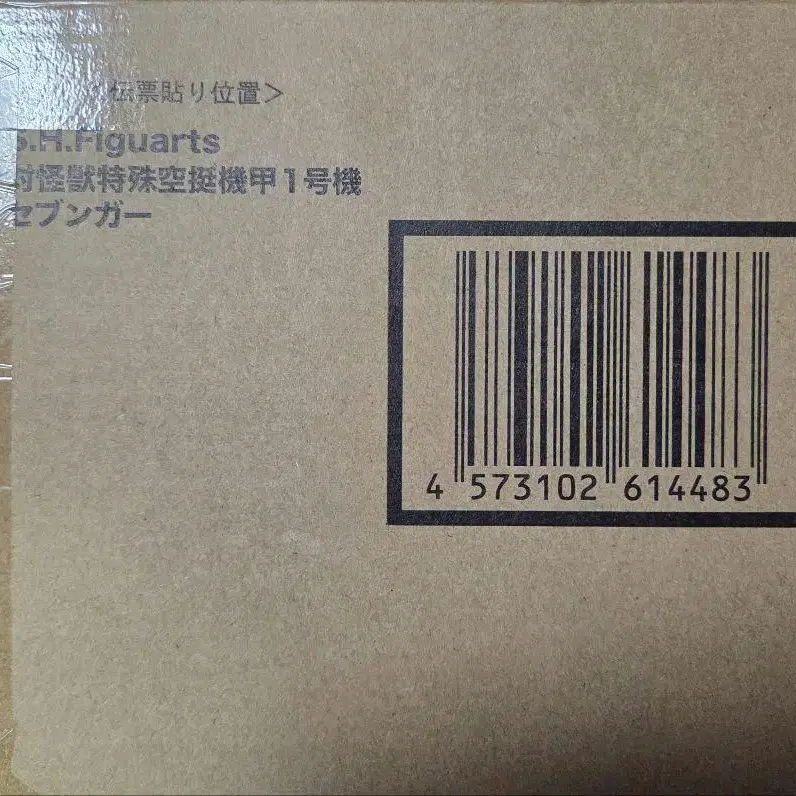 伝票貼り位置＞
S.H.Figuarts
対怪獣特殊空挺機甲1号機
セブンガー
4 573102 614483